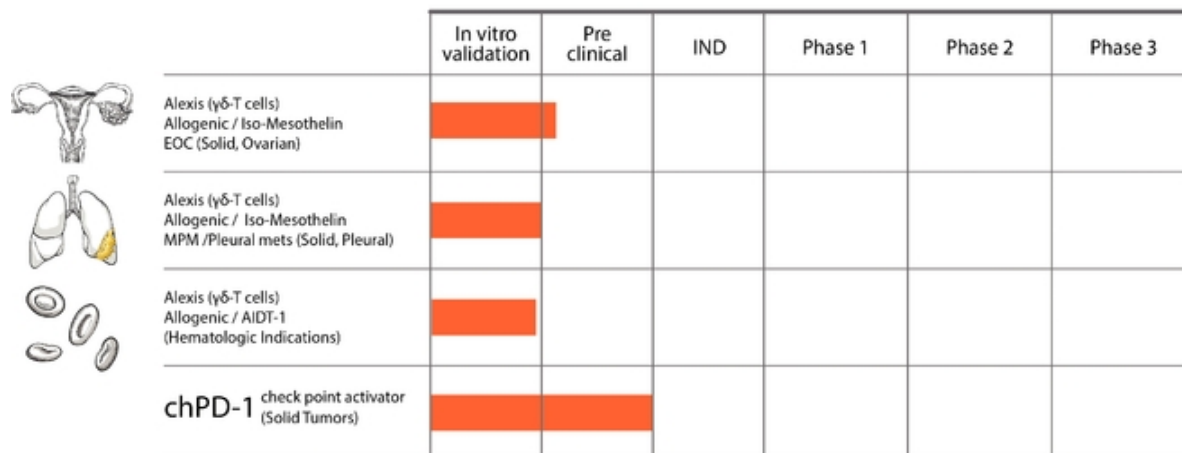 In vitro
validation
Pre
clinical
IND
Phase 1
Phase 2
Phase 3
Alexis (γδ-T cells)
Allogenic / Iso-Mesothelin
EOC (Solid, Ovarian)
Alexis (γδ-T cells)
Allogenic / Iso-Mesothelin
MPM /Pleural mets (Solid, Pleural)
Alexis (γδ-T cells)
Allogenic / AIDT-1
(Hematologic Indications)
chPD-1 check point activator
(Solid Tumors)